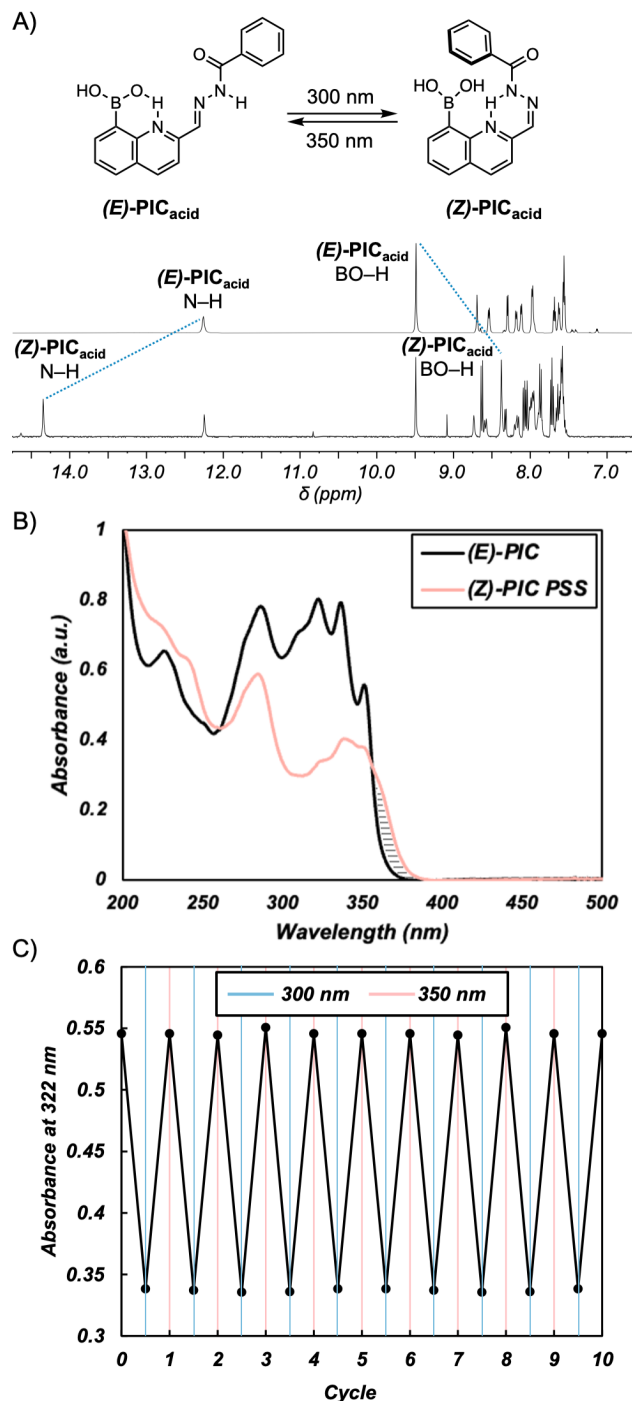 A)
O
N
N
H
HO
B
O
H
N
300 nm
350 nm
O
HO
OH
B
H
N
N
N
(E)-PICacid
(Z)-PICacid
(E)-PICacid
BO–H
(E)-PICacid
N–H
(Z)-PICacid
N–H
(Z)-PICacid
BO–H
14.0 13.0 12.0 11.0 10.0 9.0 8.0 7.0
δ (ppm)
B)
1
0.8
0.6
0.4
0.2
0
Absorbance (a.u.)
(E)-PIC
(Z)-PIC PSS
200 250 300 350 400 450 500
Wavelength (nm)
C)
0.6
0.55
0.5
0.45
0.4
0.35
0.3
Absorbance at 322 nm
300 nm 350 nm
0 1 2 3 4 5 6 7 8 9 10
Cycle